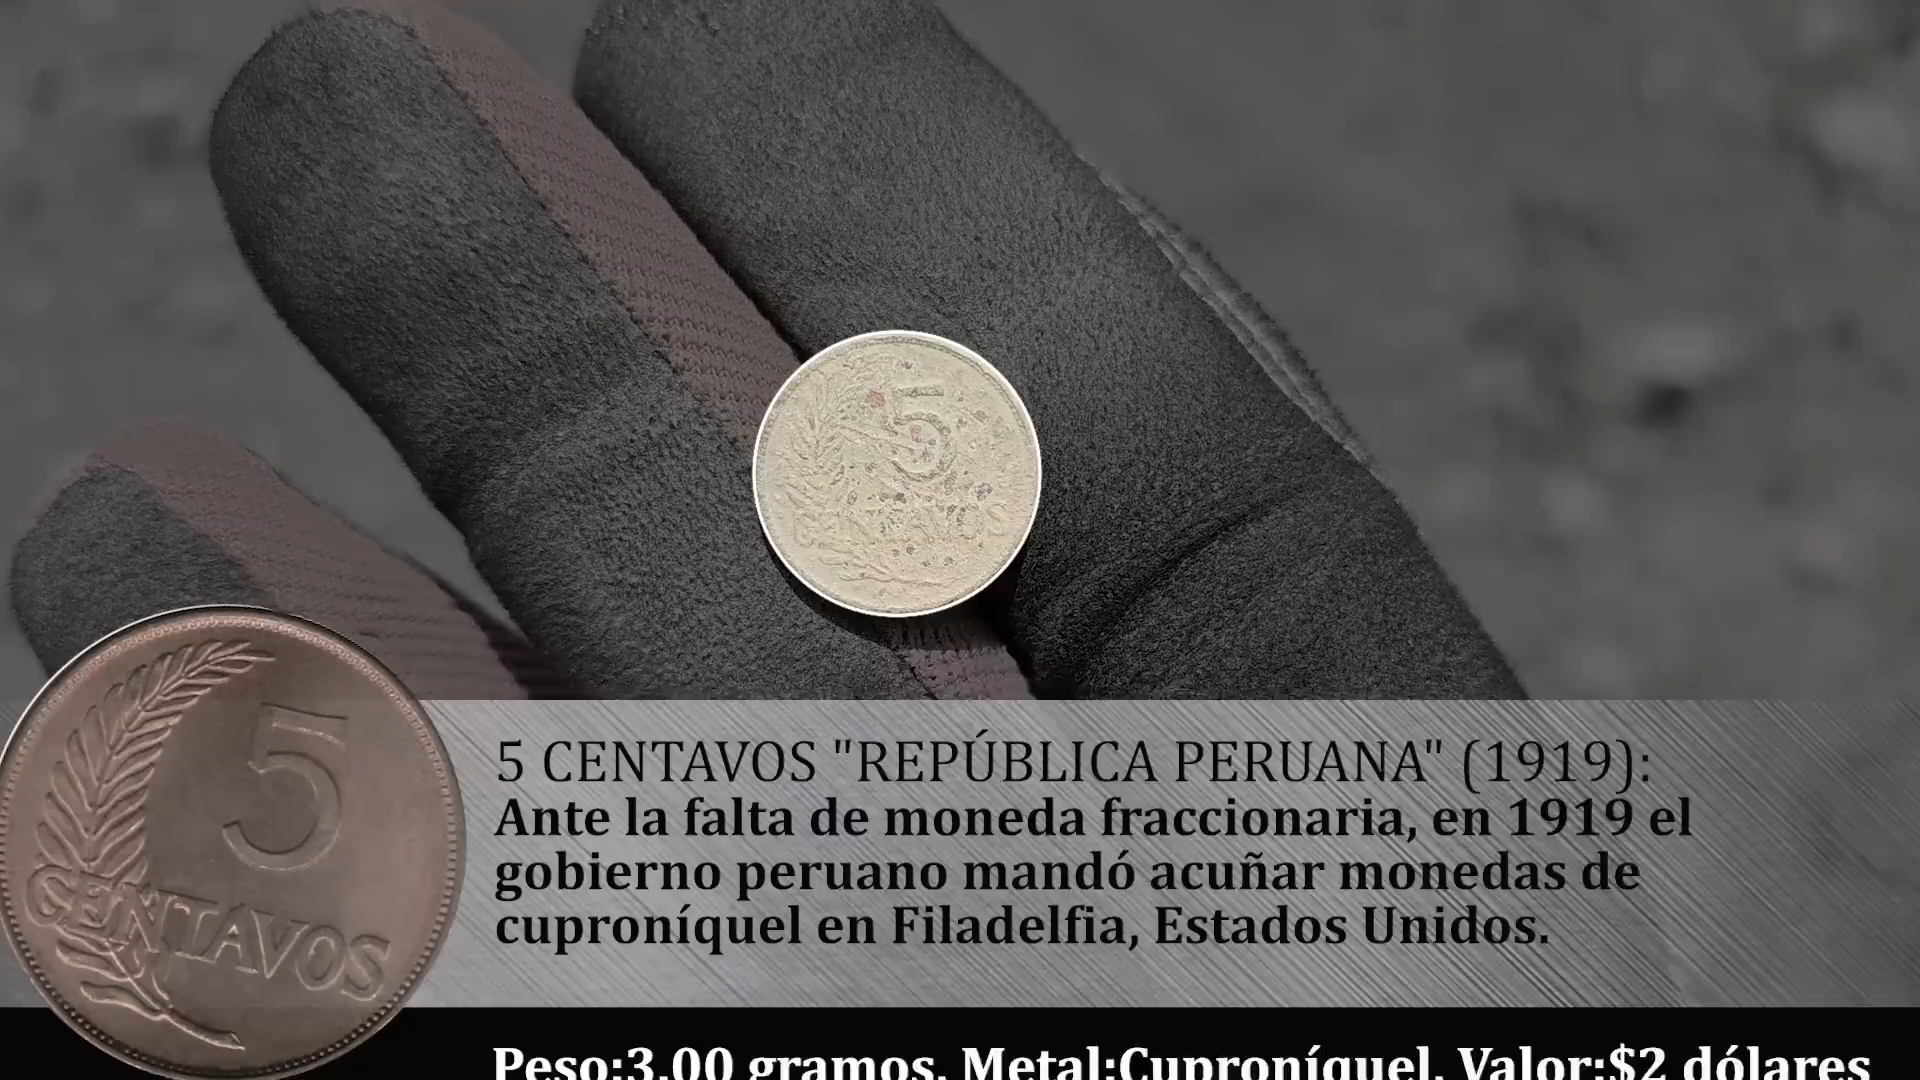 5
CENTAVOS
5
CENTAVOS
5 CENTAVOS "REPÚBLICA PERUANA" (1919):
Ante la falta de moneda fraccionaria, en 1919 el
gobierno peruano mandó acuñar monedas de
cuproníquel en Filadelfia, Estados Unidos.
Peso:3.00 gramos. Metal:Cuproníquel. Valor:$2 dólares